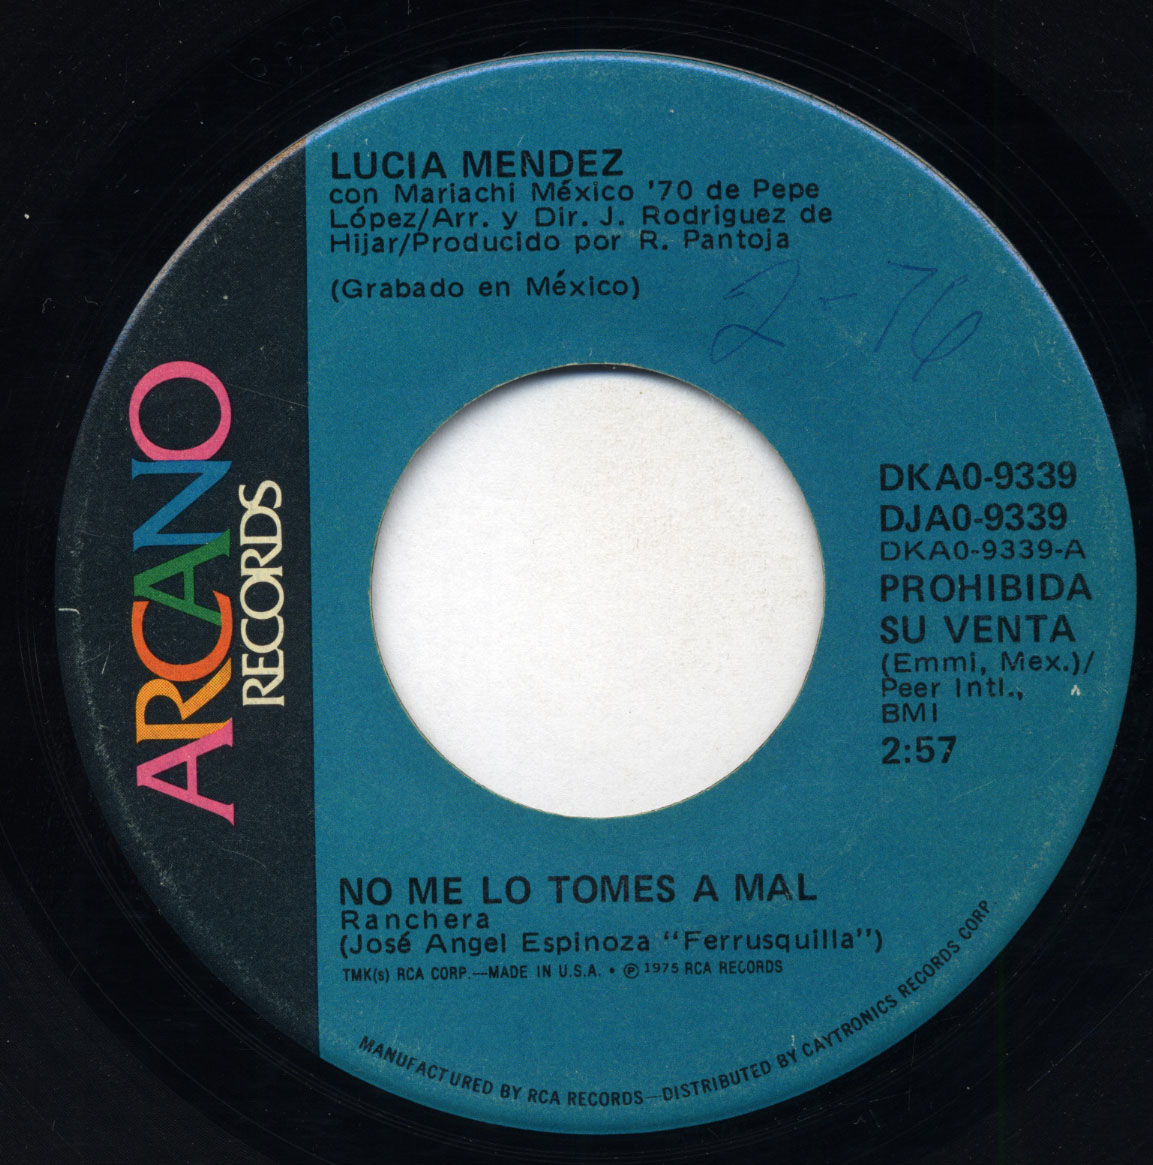 LUCIA MENDEZ
con Mariachi México '70 de Pepe
López/Arr. y Dir. J. Rodriguez de
Hijar/Producido por R. Pantoja
(Grabado en México)
2-76
ARCANO
RECORDS
DKA0-9339
DJA0-9339
DKA0-9339-A
PROHIBIDA
SU VENTA
(Emmi, Mex.)/
Peer Intl.,
BMI
2:57
NO ME LO TOMES A MAL
Ranchera
(José Angel Espinoza "Ferrusquilla")
TMK(s) RCA CORP.—MADE IN U.S.A. • ℗ 1975 RCA RECORDS
MANUFACTURED BY RCA RECORDS—DISTRIBUTED BY CAYTRONICS RECORDS CORP.